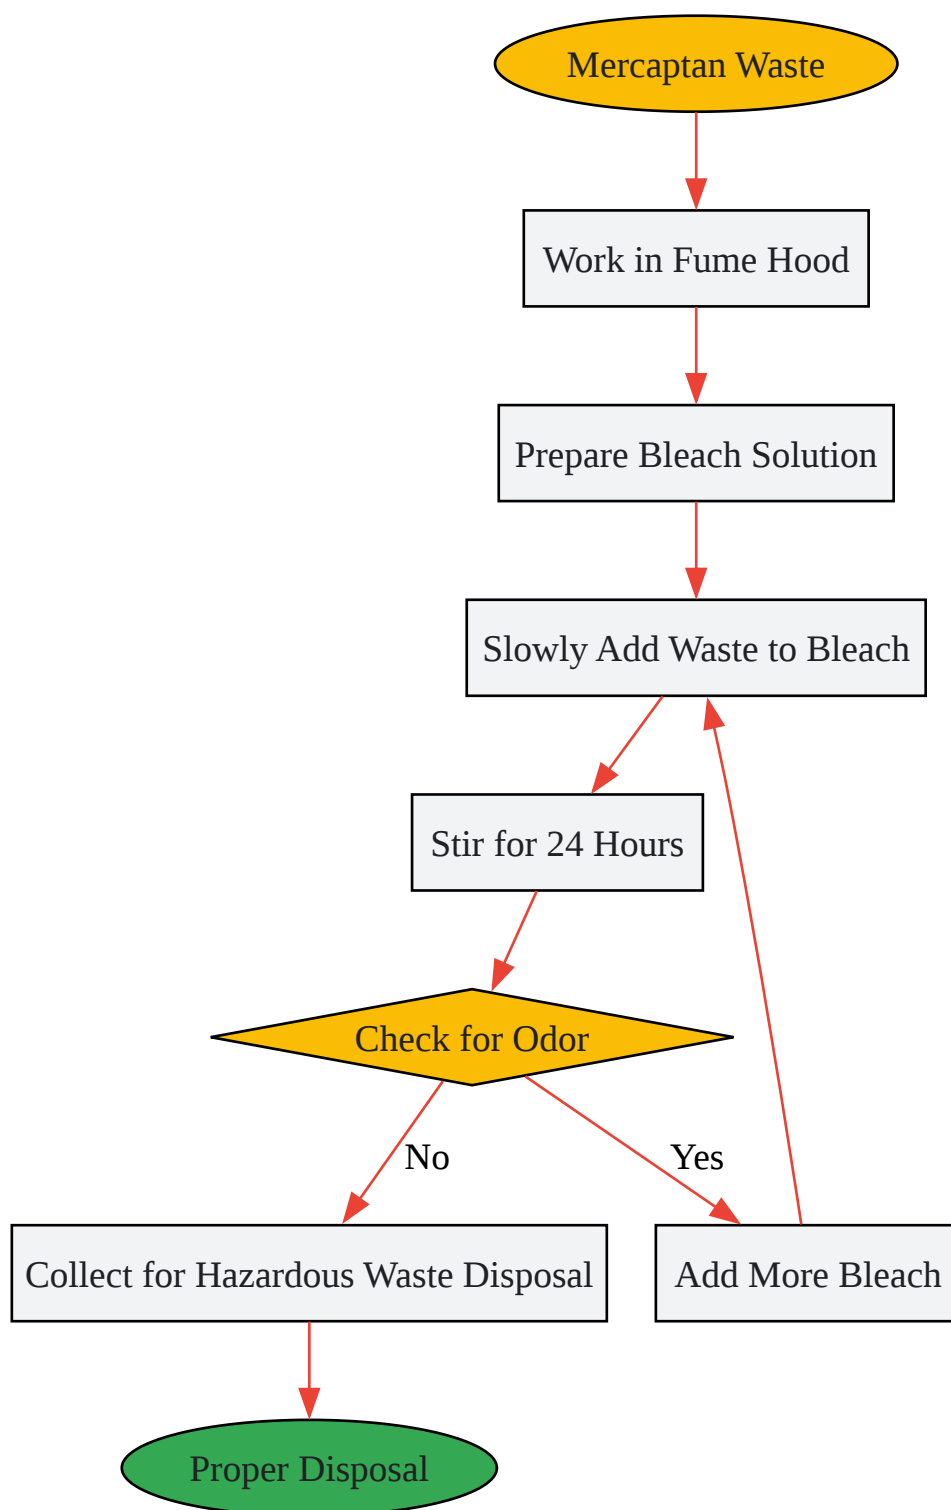 Mercaptan Waste
Work in Fume Hood
Prepare Bleach Solution
Slowly Add Waste to Bleach
Stir for 24 Hours
Check for Odor
No
Yes
Collect for Hazardous Waste Disposal
Add More Bleach
Proper Disposal